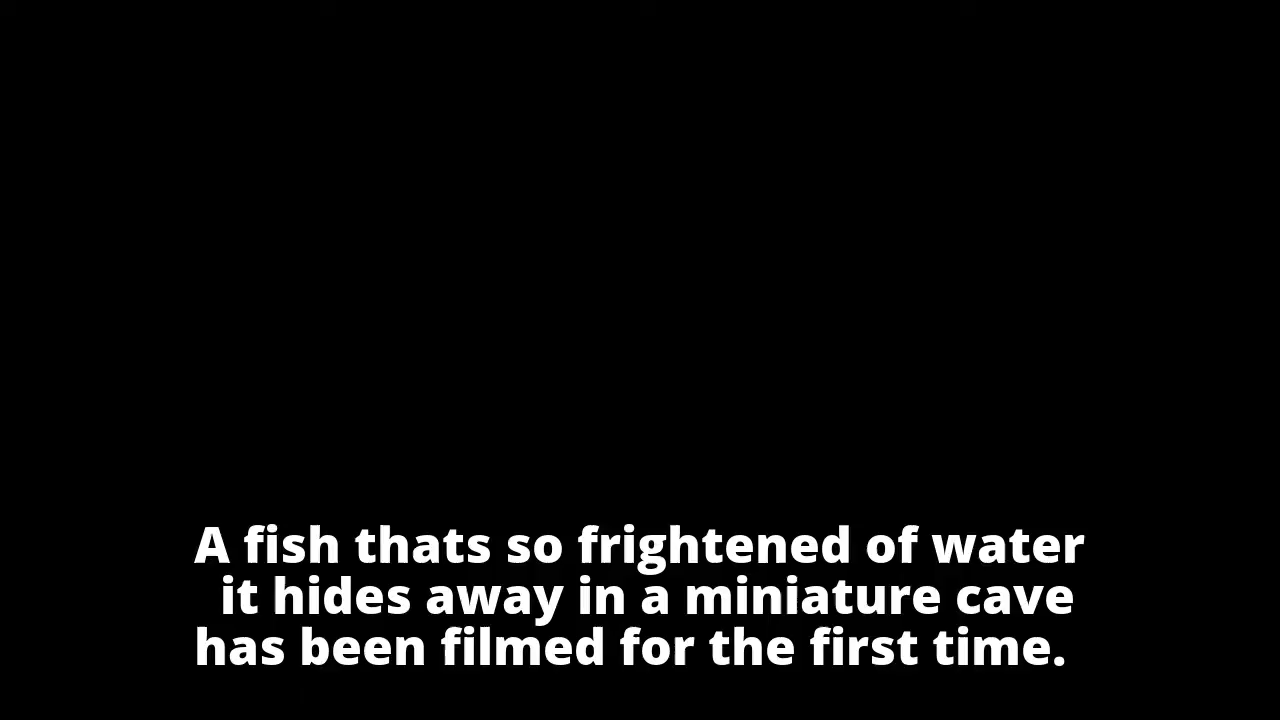 A fish thats so frightened of water
it hides away in a miniature cave
has been filmed for the first time.